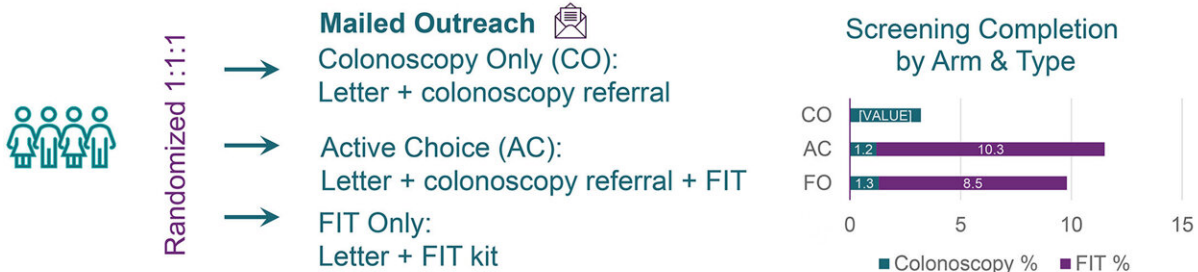 Randomized 1:1:1
Mailed Outreach
Colonoscopy Only (CO):
Letter + colonoscopy referral
Active Choice (AC):
Letter + colonoscopy referral + FIT
FIT Only:
Letter + FIT kit
Screening Completion
by Arm & Type
CO [VALUE]
AC 1.2 10.3
FO 1.3 8.5
0 5 10 15
Colonoscopy % FIT %